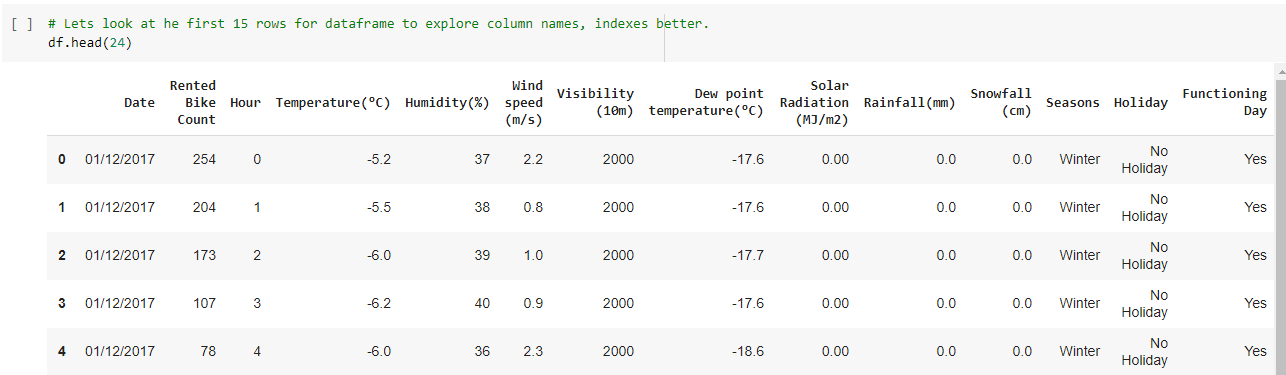 [ ] # Lets look at he first 15 rows for dataframe to explore column names, indexes better.
df.head(24)
Date Rented Bike Count Hour Temperature(°C) Humidity(%) Wind speed (m/s) Visibility (10m) Dew point temperature(°C) Solar Radiation (MJ/m2) Rainfall(mm) Snowfall (cm) Seasons Holiday Functioning Day
0 01/12/2017 254 0 -5.2 37 2.2 2000 -17.6 0.00 0.0 0.0 Winter No Holiday Yes
1 01/12/2017 204 1 -5.5 38 0.8 2000 -17.6 0.00 0.0 0.0 Winter No Holiday Yes
2 01/12/2017 173 2 -6.0 39 1.0 2000 -17.7 0.00 0.0 0.0 Winter No Holiday Yes
3 01/12/2017 107 3 -6.2 40 0.9 2000 -17.6 0.00 0.0 0.0 Winter No Holiday Yes
4 01/12/2017 78 4 -6.0 36 2.3 2000 -18.6 0.00 0.0 0.0 Winter No Holiday Yes